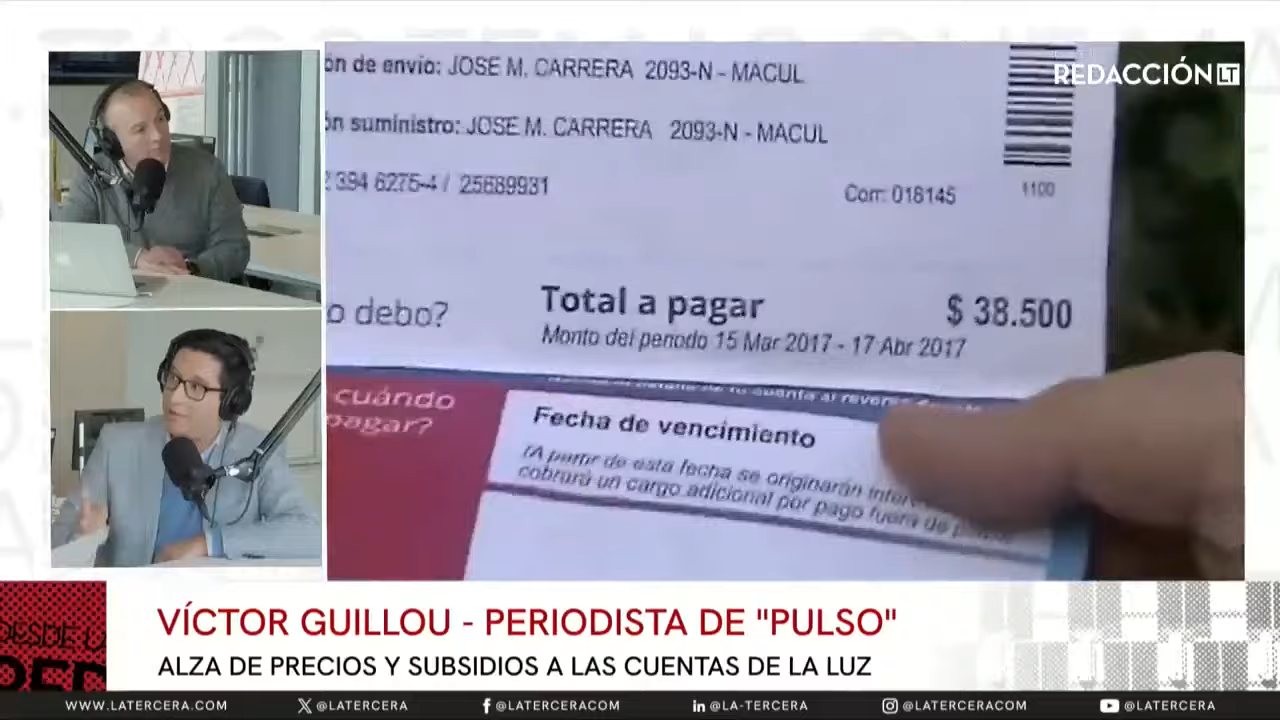 ón de envio: JOSE M. CARRERA 2093-N - MACUL
REDACCIÓN LT
ón suministro: JOSE M. CARRERA 2093-N - MACUL
394 6275-4 / 25689931
Corr: 018145
1100
o debo?
Total a pagar
$ 38.500
Monto del periodo 15 Mar 2017 - 17 Abr 2017
cuándo
pagar?
Fecha de vencimiento
(A partir de esta fecha se originarán
cobrará un cargo adicional por pago fuera de
VÍCTOR GUILLOU - PERIODISTA DE "PULSO"
ALZA DE PRECIOS Y SUBSIDIOS A LAS CUENTAS DE LA LUZ
WWW.LATERCERA.COM
@LATERCERA
@LATERCERACOM
@LA-TERCERA
@LATERCERACOM
@LATERCERA